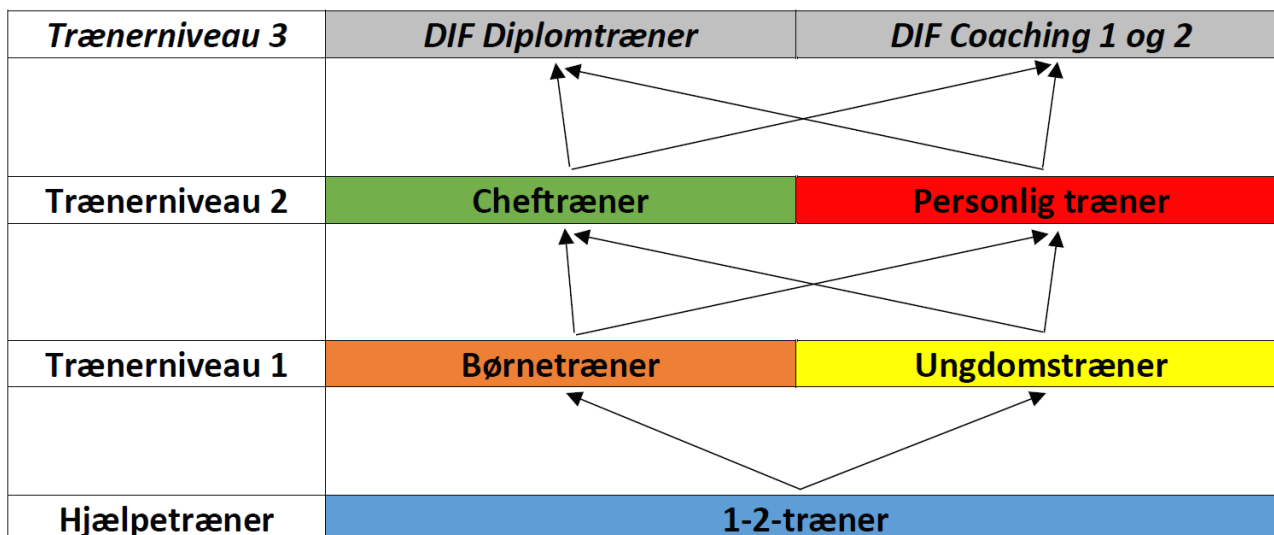 Trænerniveau 3 DIF Diplomtræner DIF Coaching 1 og 2
Trænerniveau 2 Cheftræner Personlig træner
Trænerniveau 1 Børnetræner Ungdomstræner
Hjælpetræner 1-2-træner